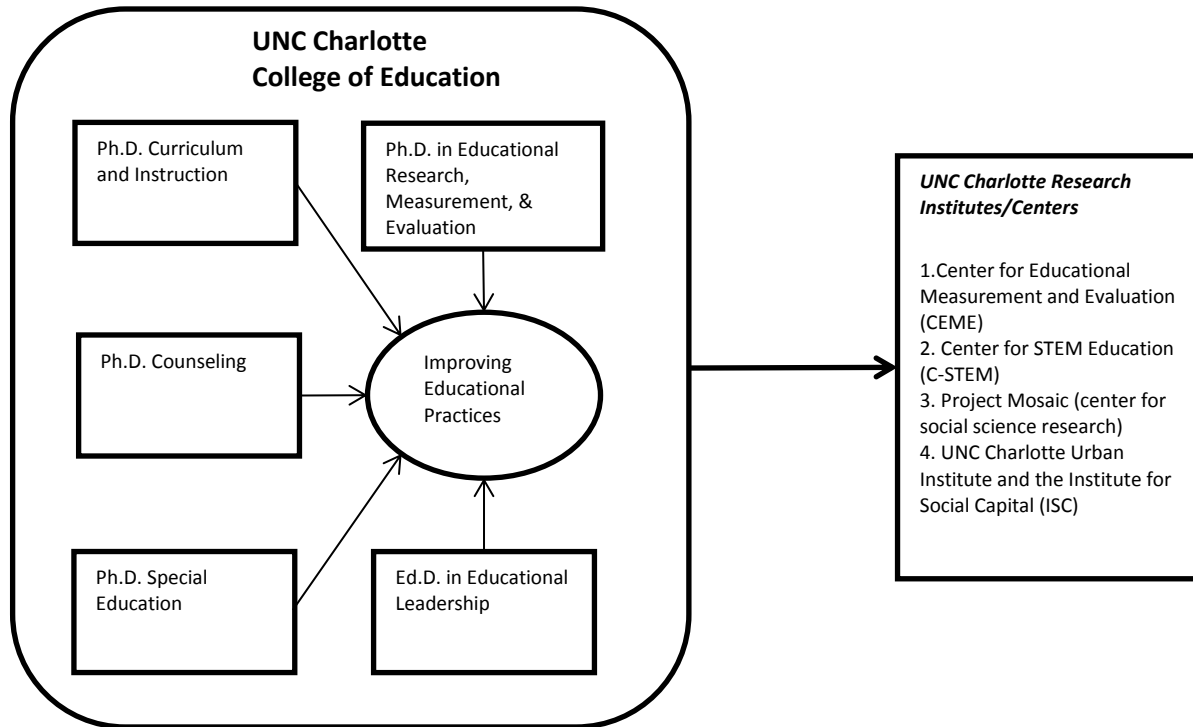 UNC Charlotte
College of Education
Ph.D. Curriculum
and Instruction
Ph.D. in Educational
Research,
Measurement, &
Evaluation
Ph.D. Counseling
Improving
Educational
Practices
Ph.D. Special
Education
Ed.D. in Educational
Leadership
UNC Charlotte Research
Institutes/Centers
1.Center for Educational
Measurement and Evaluation
(CEME)
2. Center for STEM Education
(C-STEM)
3. Project Mosaic (center for
social science research)
4. UNC Charlotte Urban
Institute and the Institute for
Social Capital (ISC)